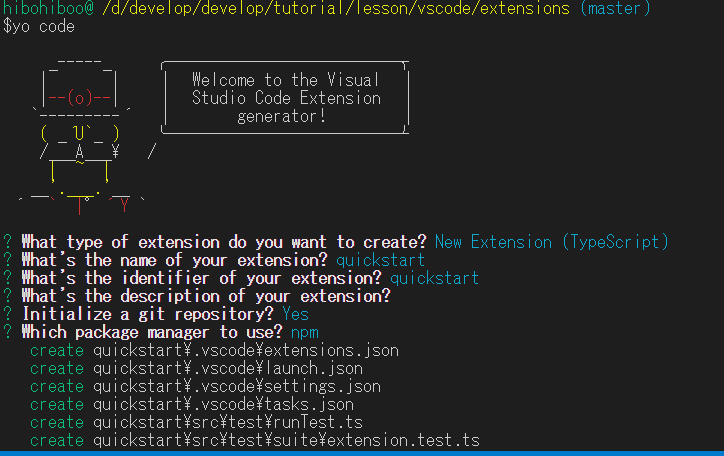 hibohiboo@ /d/develop/develop/tutorial/lesson/vscode/extensions (master)
$yo code
     _-----_     ╭──────────────────────────╮
    |       |    │   Welcome to the Visual  │
    |--(o)--|    │   Studio Code Extension  │
   `---------´   │        generator!        │
    ( _´U`_ )    ╰──────────────────────────╯
    /___A___¥   /
     |  ~  |
   __'.___.'__
 ´   `  |° ´ Y `
? What type of extension do you want to create? New Extension (TypeScript)
? What's the name of your extension? quickstart
? What's the identifier of your extension? quickstart
? What's the description of your extension?
? Initialize a git repository? Yes
? Which package manager to use? npm
   create quickstart¥.vscode¥extensions.json
   create quickstart¥.vscode¥launch.json
   create quickstart¥.vscode¥settings.json
   create quickstart¥.vscode¥tasks.json
   create quickstart¥src¥test¥runTest.ts
   create quickstart¥src¥test¥suite¥extension.test.ts